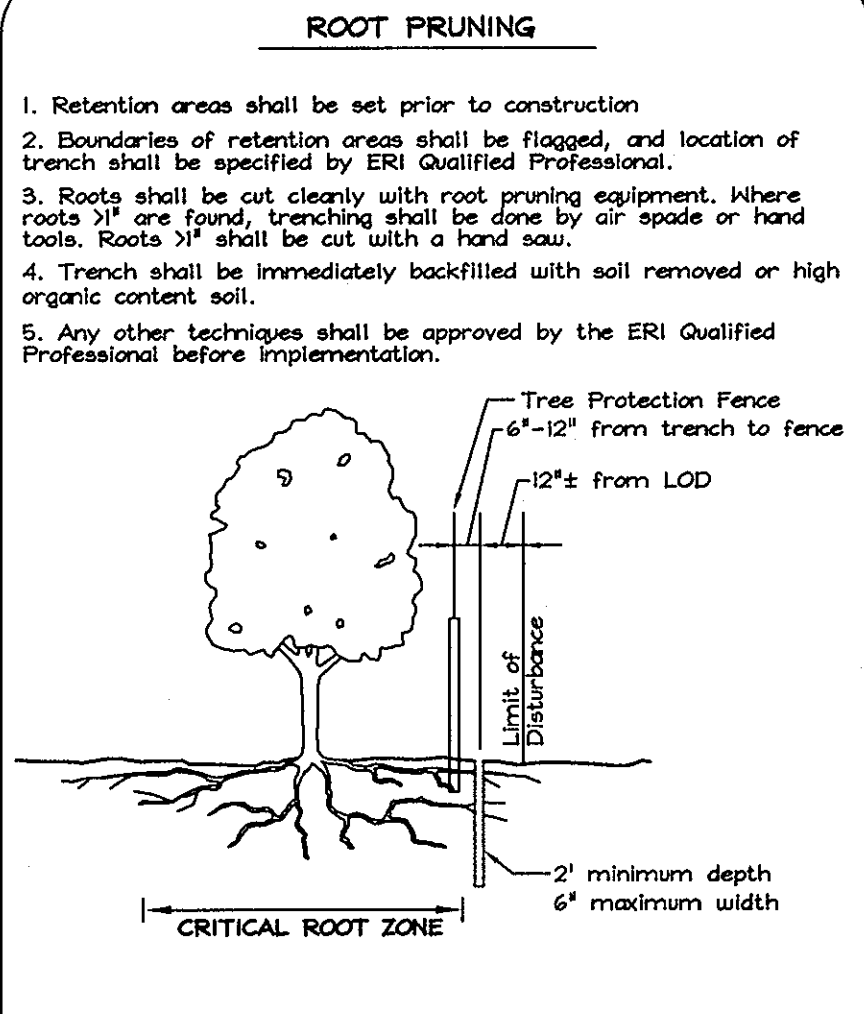 ROOT PRUNING
1. Retention areas shall be set prior to construction
2. Boundaries of retention areas shall be flagged, and location of
trench shall be specified by ERI Qualified Professional.
3. Roots shall be cut cleanly with root pruning equipment. Where
roots >1" are found, trenching shall be done by air spade or hand
tools. Roots >1" shall be cut with a hand saw.
4. Trench shall be immediately backfilled with soil removed or high
organic content soil.
5. Any other techniques shall be approved by the ERI Qualified
Professional before implementation.
Tree Protection Fence
6"-12" from trench to fence
12"± from LOD
Limit of
Disturbance
2' minimum depth
6" maximum width
CRITICAL ROOT ZONE